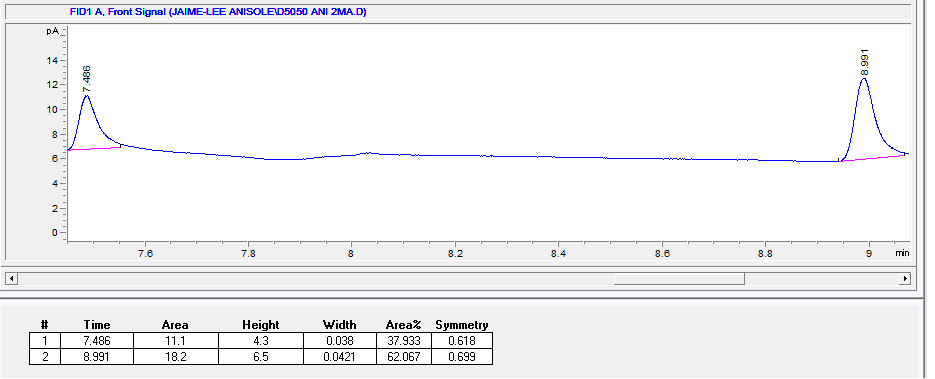 FID1 A, Front Signal (JAIME-LEE ANISOLE\D5050 ANI 2MA.D)
pA
14
12
10
8
6
4
2
0
7.486
8.991
7.6 7.8 8 8.2 8.4 8.6 8.8 9 min
# Time Area Height Width Area% Symmetry
1 7.486 11.1 4.3 0.038 37.933 0.618
2 8.991 18.2 6.5 0.0421 62.067 0.699